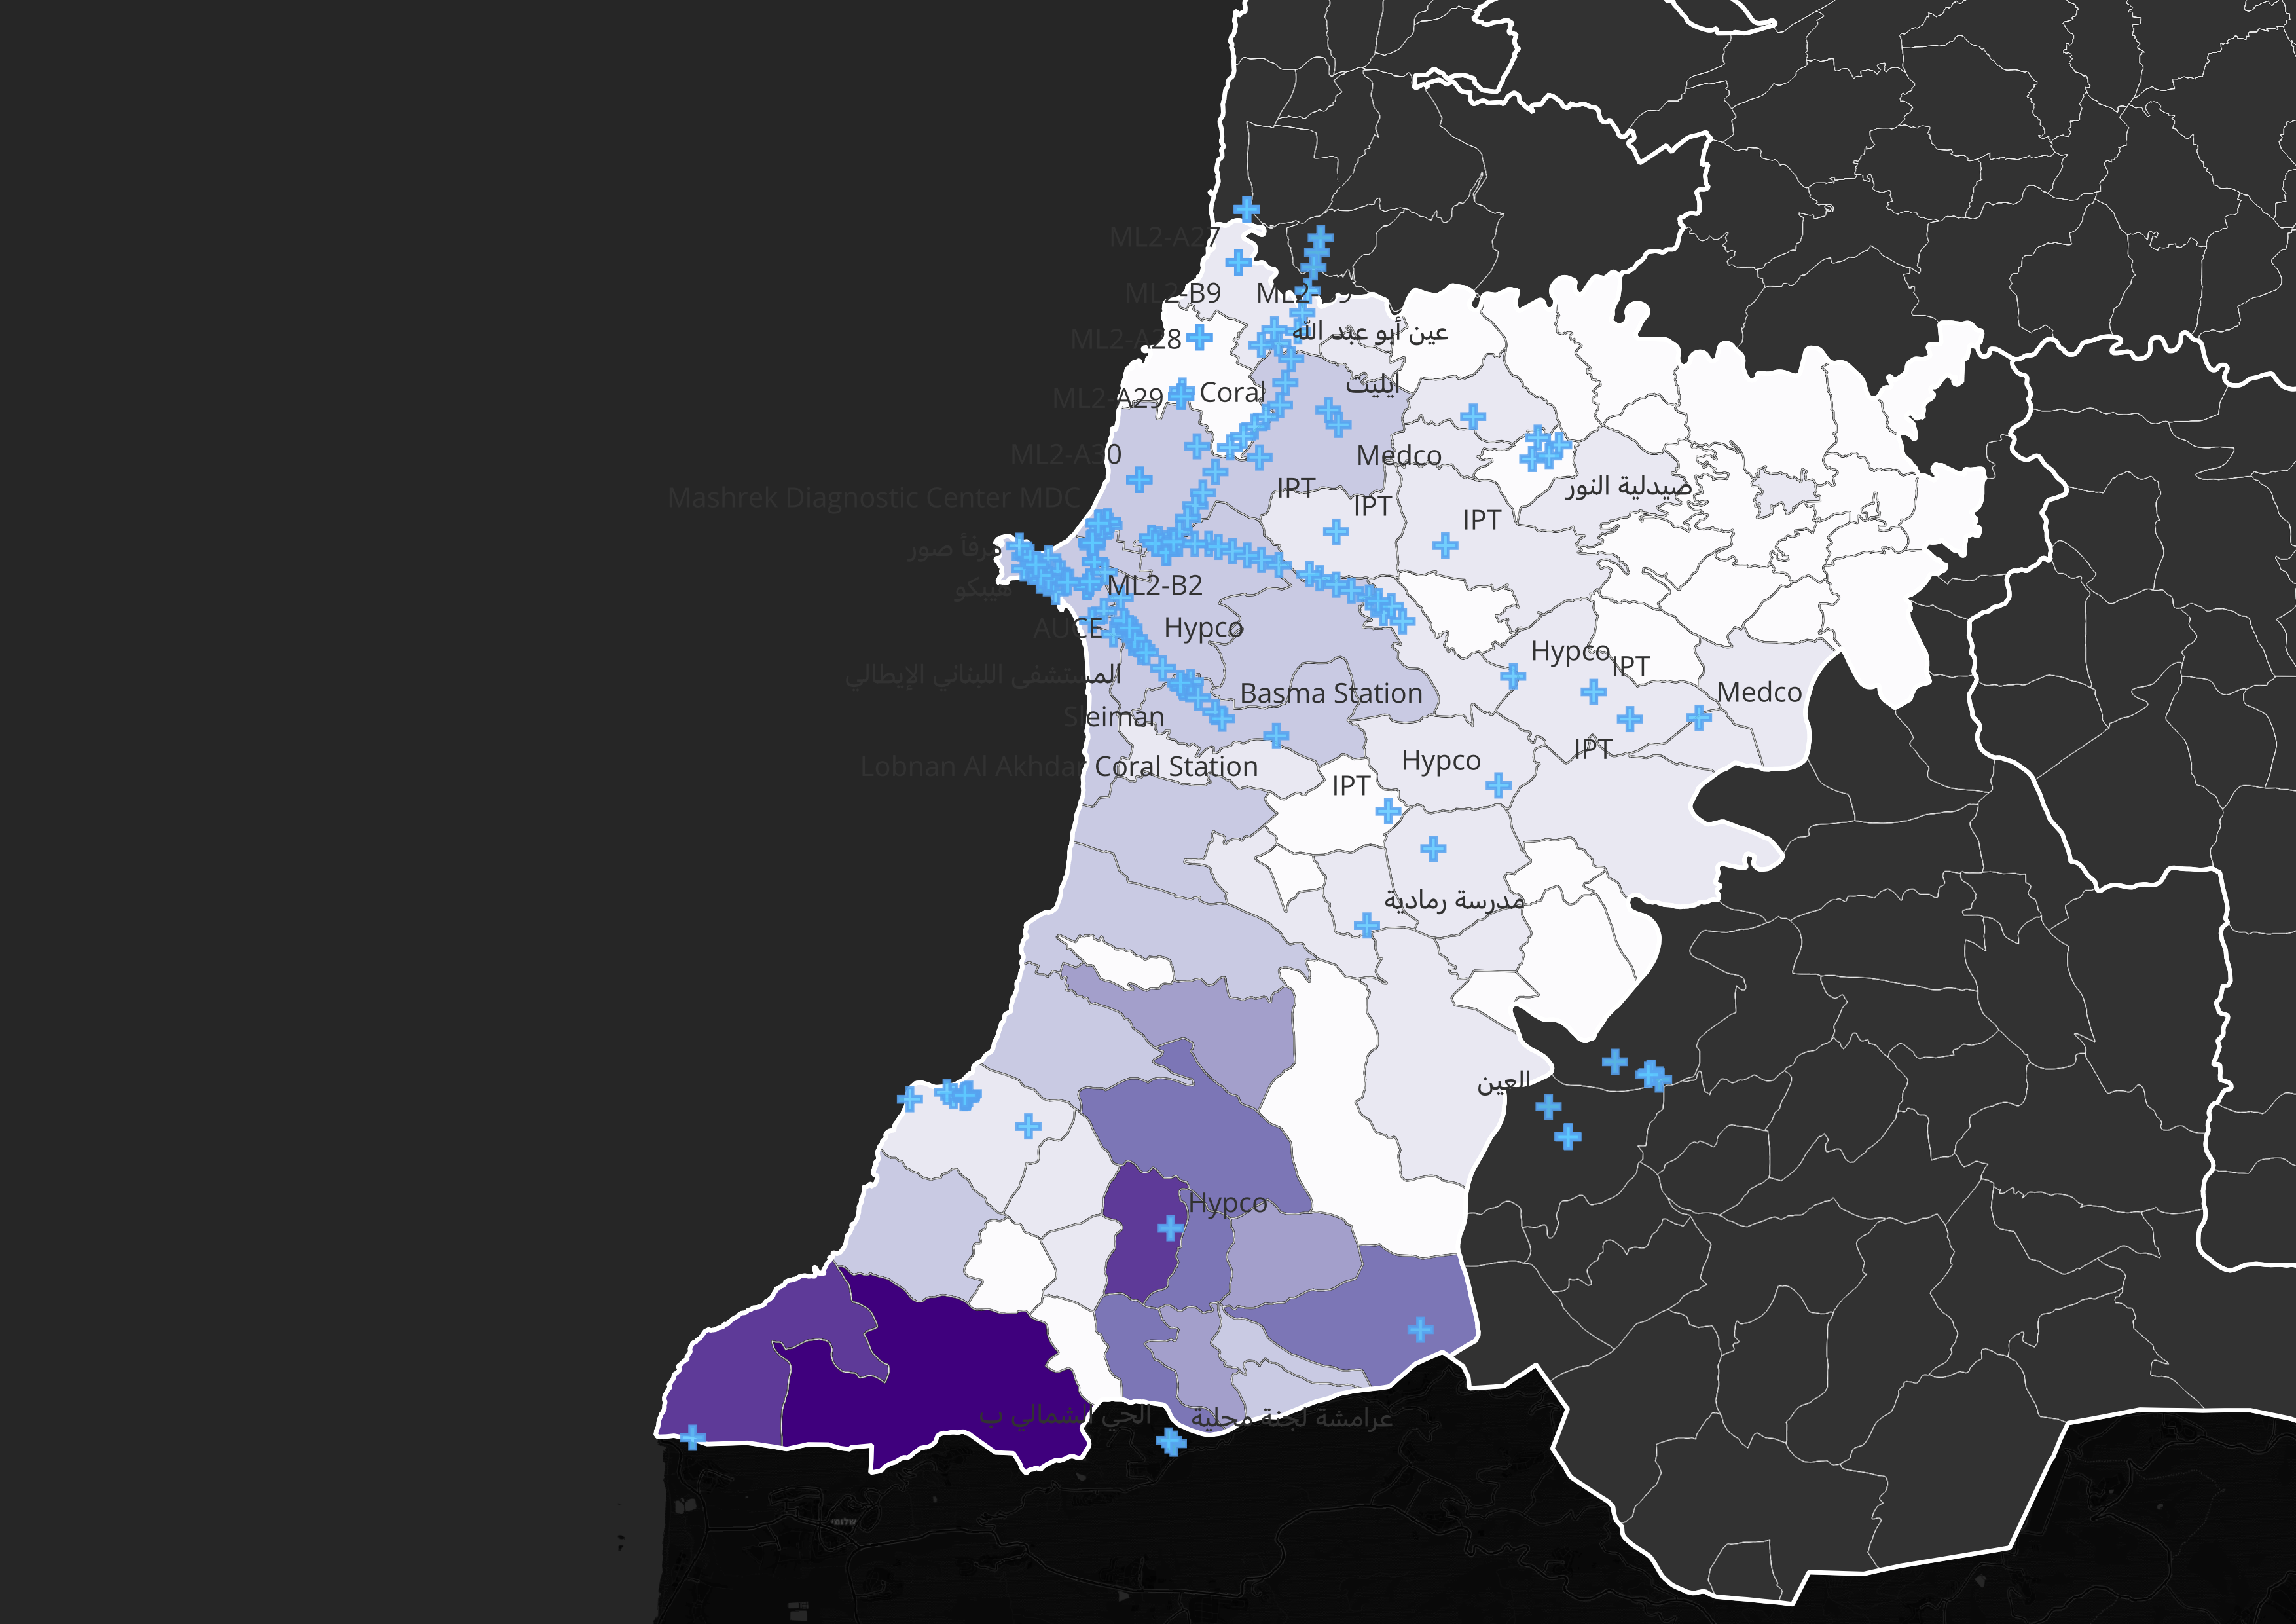 ML2-A27
ML2-B9
ML2-B9
ML2-A28
عين أبو عبد الله
ML2-A29
Coral
ايليت
ML2-A30
Medco
Mashrek Diagnostic Center MDC
IPT
IPT
IPT
صيدلية النور
مرفأ صور
هيبكو
ML2-B2
AUCE
Hypco
Hypco
IPT
المستشفى اللبناني الإيطالي
Basma Station
Medco
Sleiman
IPT
Lobnan Al Akhdar
Coral Station
Hypco
IPT
مدرسة رمادية
العين
Hypco
الحي الشمالي ب
عرامشة لجنة محلية
שלומי